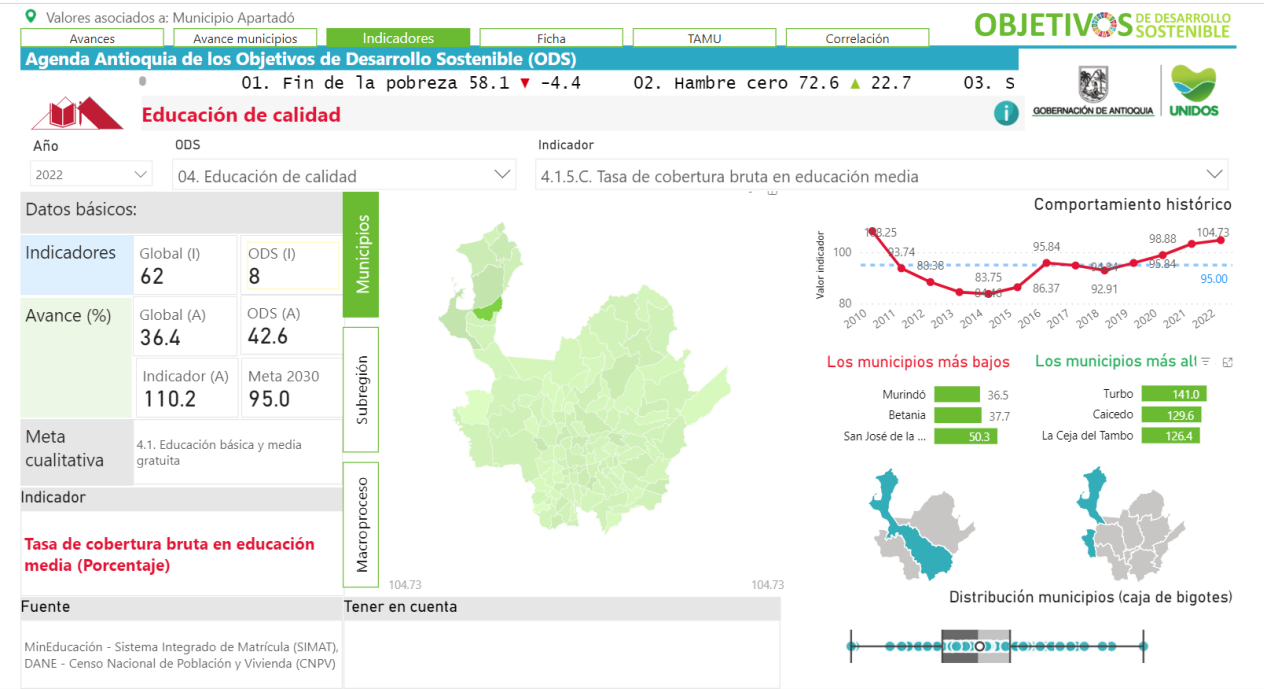 Valores asociados a: Municipio Apartadó
Avances
Avance municipios
Indicadores
Ficha
TAMU
Correlación
OBJETIVOS DE DESARROLLO
SOSTENIBLE
Agenda Antioquia de los Objetivos de Desarrollo Sostenible (ODS)
01. Fin de la pobreza 58.1 ▼ -4.4 02. Hambre cero 72.6 ▲ 22.7 03. S
Educación de calidad
i
GOBERNACIÓN DE ANTIOQUIA
UNIDOS
Año
2022
ODS
04. Educación de calidad
Indicador
4.1.5.C. Tasa de cobertura bruta en educación media
Datos básicos:
Indicadores
Global (I)
62
ODS (I)
8
Avance (%)
Global (A)
36.4
ODS (A)
42.6
Indicador (A)
110.2
Meta 2030
95.0
Meta
cualitativa
4.1. Educación básica y media
gratuita
Indicador
Tasa de cobertura bruta en educación
media (Porcentaje)
Fuente
MinEducación - Sistema Integrado de Matrícula (SIMAT),
DANE - Censo Nacional de Población y Vivienda (CNPV)
Municipios
Subregión
Macroproceso
104.73
104.73
Tener en cuenta
Comportamiento histórico
Valor indicador
100
80
93.74
88.38
83.75
86.37
95.84
92.91
95.84
98.88
104.73
95.00
2010 2011 2012 2013 2014 2015 2016 2017 2018 2019 2020 2021 2022
Los municipios más bajos
Murindó 36.5
Betania 37.7
San José de la ... 50.3
Los municipios más alt
Turbo 141.0
Caicedo 129.6
La Ceja del Tambo 126.4
Distribución municipios (caja de bigotes)